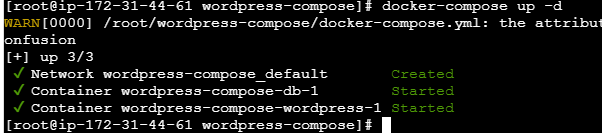 [root@ip-172-31-44-61 wordpress-compose]# docker-compose up -d
WARN[0000] /root/wordpress-compose/docker-compose.yml: the attribut
onfusion
[+] up 3/3
✔ Network wordpress-compose_default Created
✔ Container wordpress-compose-db-1 Started
✔ Container wordpress-compose-wordpress-1 Started
[root@ip-172-31-44-61 wordpress-compose]#